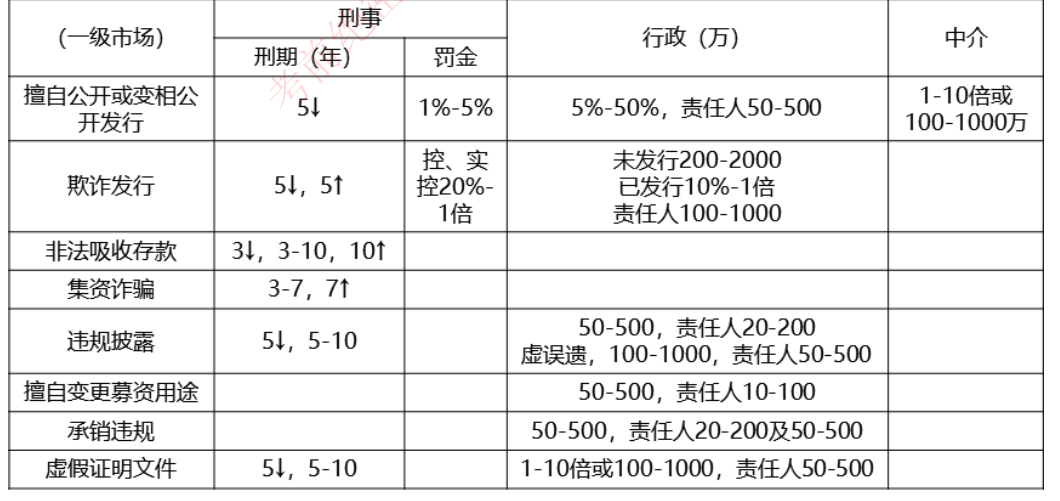 (一级市场)
刑事
行政（万）
中介
刑期（年）
罚金
擅自公开或变相公
开发行
5↓
1%-5%
5%-50%，责任人50-500
1-10倍或
100-1000万
欺诈发行
5↓，5↑
控、实
控20%-
1倍
未发行200-2000
已发行10%-1倍
责任人100-1000
非法吸收存款
3↓，3-10，10↑
集资诈骗
3-7，7↑
违规披露
5↓，5-10
50-500，责任人20-200
虚误遗，100-1000，责任人50-500
擅自变更募资用途
50-500，责任人10-100
承销违规
50-500，责任人20-200及50-500
虚假证明文件
5↓，5-10
1-10倍或100-1000，责任人50-500